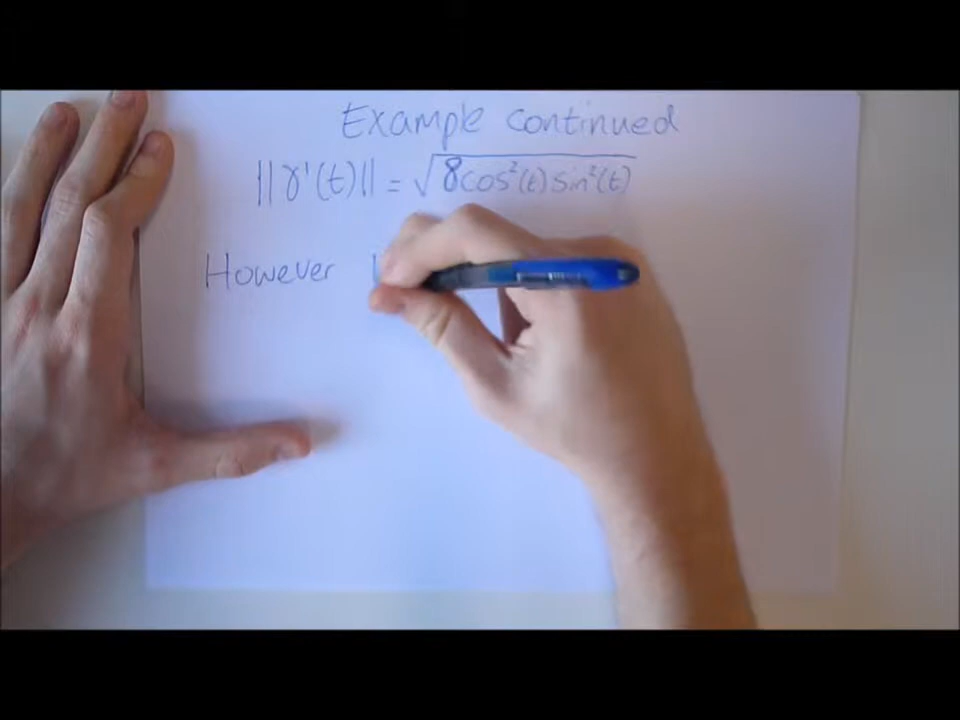 Example continued
||γ'(t)|| = √8cos²(t)sin²(t)
However